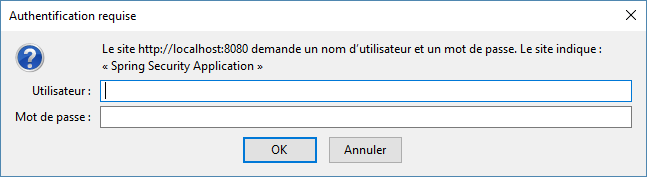 Authentification requise
Le site http://localhost:8080 demande un nom d'utilisateur et un mot de passe. Le site indique :
« Spring Security Application »
Utilisateur :
Mot de passe :
OK Annuler